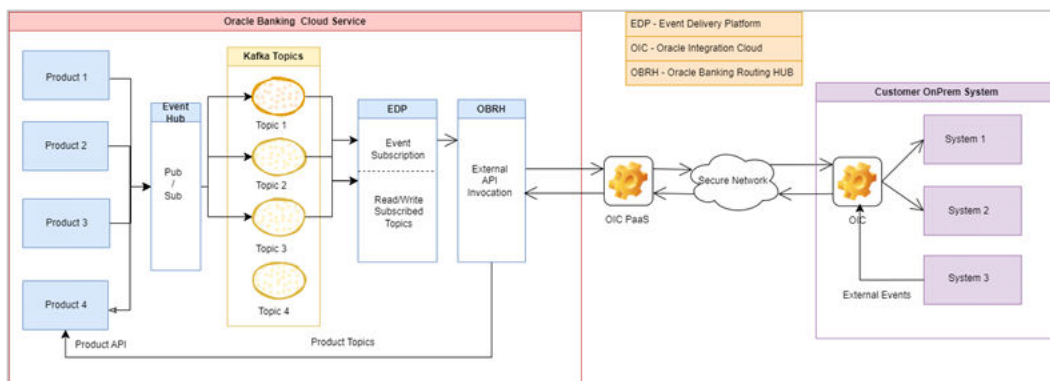 Oracle Banking Cloud Service
EDP - Event Delivery Platform
OIC - Oracle Integration Cloud
OBRH - Oracle Banking Routing HUB
Product 1
Product 2
Product 3
Product 4
Product API
Event
Hub
Pub
/
Sub
Kafka Topics
Topic 1
Topic 2
Topic 3
Topic 4
EDP
Event
Subscription
Read/Write
Subscribed
Topics
OBRH
External
API
Invocation
Product Topics
OIC PaaS
Secure Network
Customer OnPrem System
OIC
System 1
System 2
System 3
External Events